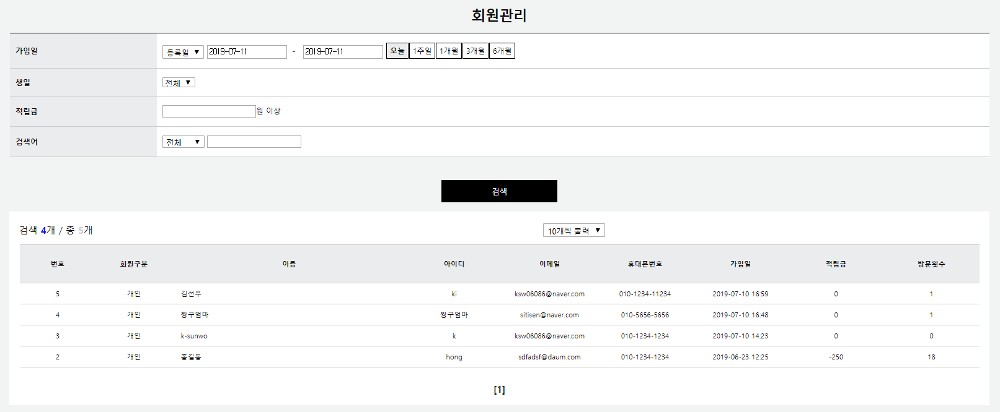 회원관리
가입일 등록일 ▼ 2019-07-11 - 2019-07-11 오늘 1주일 1개월 3개월 6개월
생일 전체 ▼
적립금 원 이상
검색어 전체 ▼
검색
검색 4개 / 총 5개 10개씩 출력 ▼
번호 회원구분 이름 아이디 이메일 휴대폰번호 가입일 적립금 방문횟수
5 개인 김선우 ki ksw06086@naver.com 010-1234-11234 2019-07-10 16:59 0 1
4 개인 짱구엄마 짱구엄마 sitisen@naver.com 010-5656-5656 2019-07-10 16:48 0 1
3 개인 k-sunwo k ksw06086@naver.com 010-1234-1234 2019-07-10 14:23 0 0
2 개인 홍길동 hong sdfadsf@daum.com 010-1234-1234 2019-06-23 12:25 -250 18
[1]